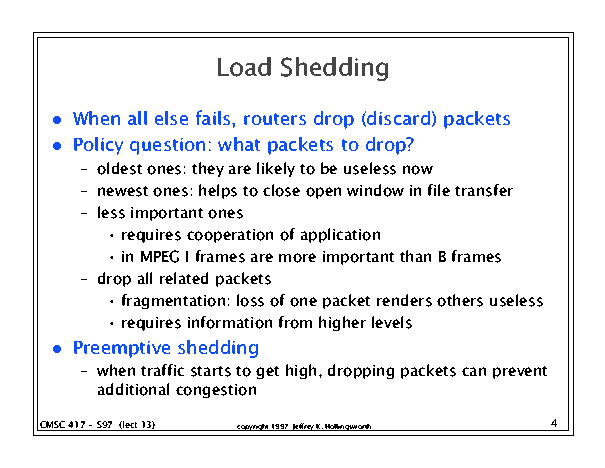 Load Shedding
● When all else fails, routers drop (discard) packets
● Policy question: what packets to drop?
– oldest ones: they are likely to be useless now
– newest ones: helps to close open window in file transfer
– less important ones
• requires cooperation of application
• in MPEG I frames are more important than B frames
– drop all related packets
• fragmentation: loss of one packet renders others useless
• requires information from higher levels
● Preemptive shedding
– when traffic starts to get high, dropping packets can prevent
additional congestion
CMSC 417 - S97 (lect 13)
copyright 1997 Jeffrey K. Hollingsworth
4